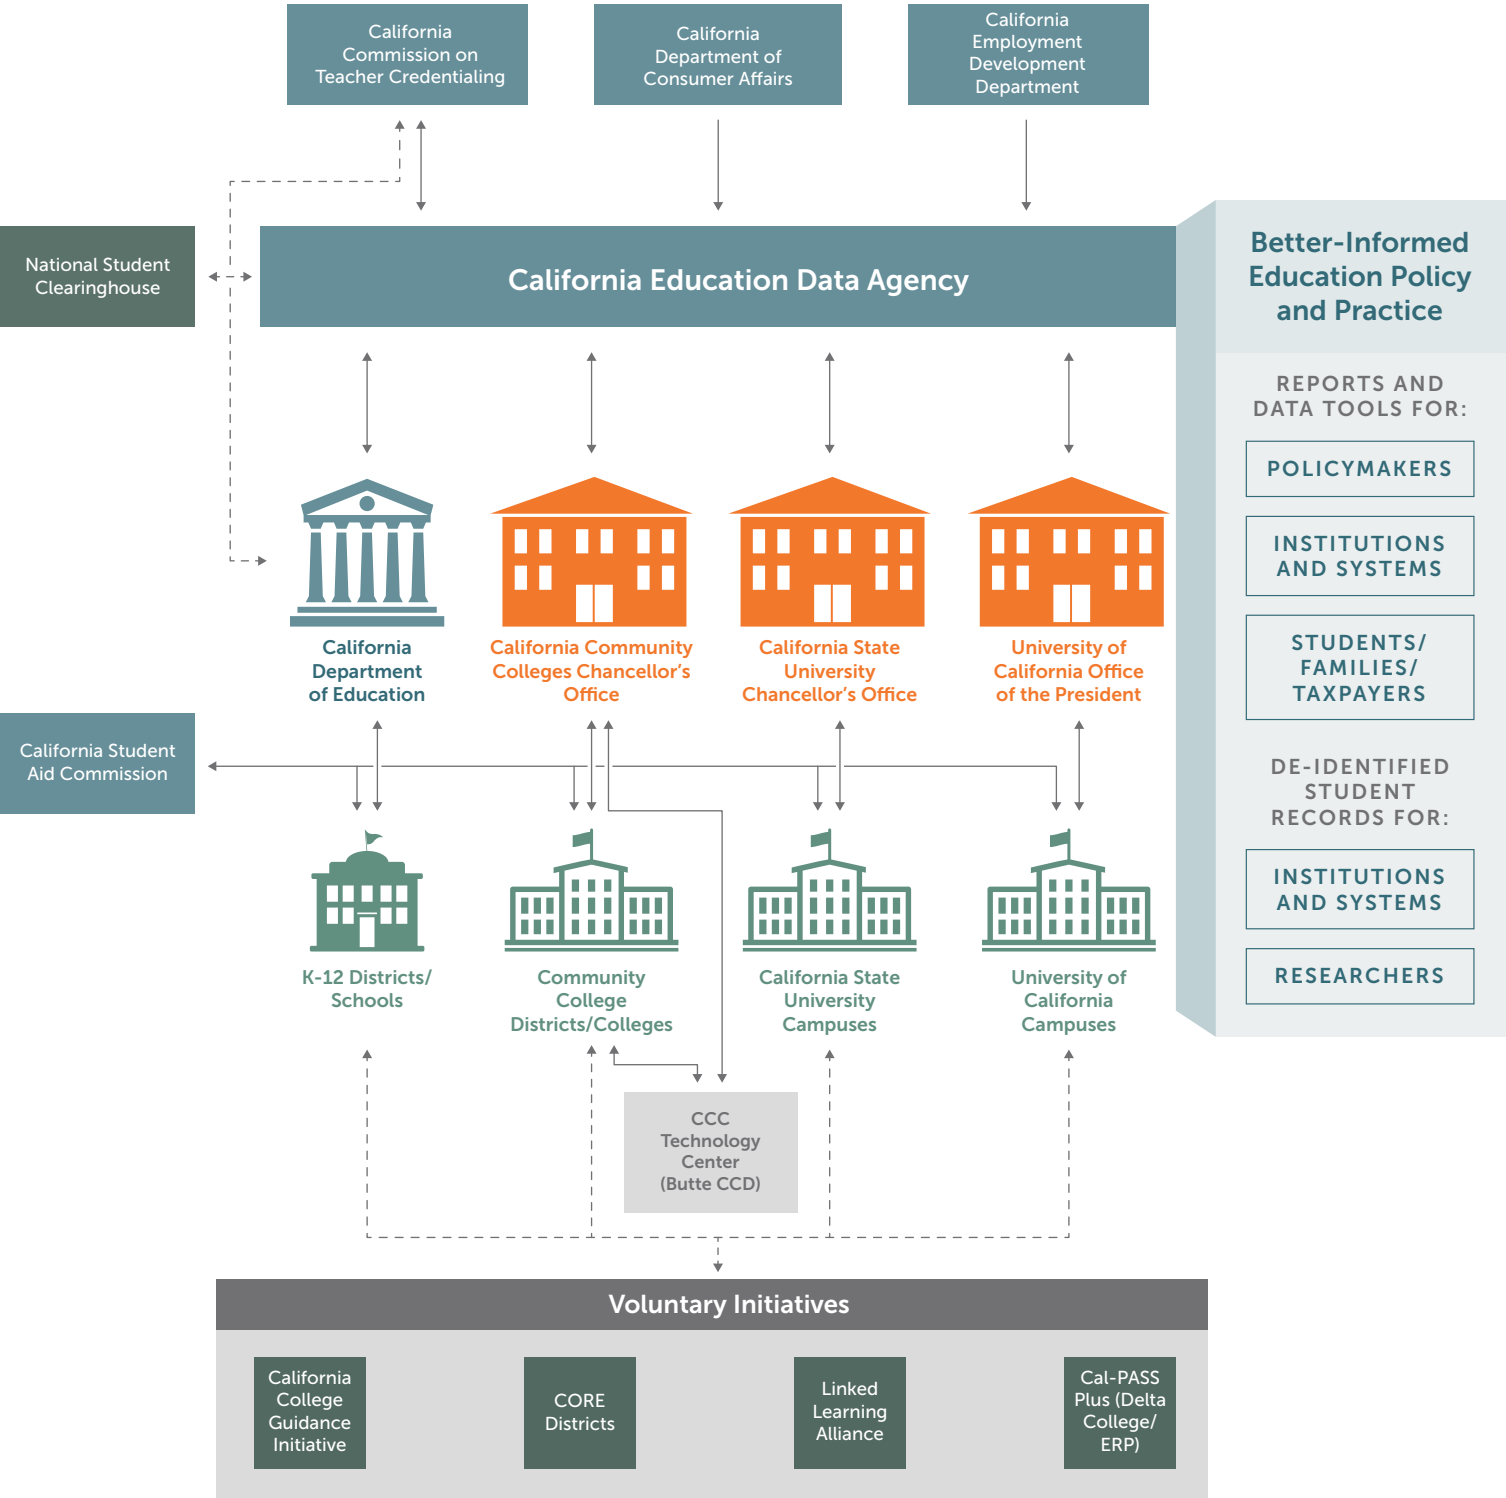 California
Commission on
Teacher Credentialing
California
Department of
Consumer Affairs
California
Employment
Development
Department
National Student
Clearinghouse
California Education Data Agency
Better-Informed
Education Policy
and Practice
REPORTS AND
DATA TOOLS FOR:
POLICYMAKERS
INSTITUTIONS
AND SYSTEMS
STUDENTS/
FAMILIES/
TAXPAYERS
DE-IDENTIFIED
STUDENT
RECORDS FOR:
INSTITUTIONS
AND SYSTEMS
RESEARCHERS
California
Department
of Education
California Community
Colleges Chancellor’s
Office
California State
University
Chancellor’s Office
University of
California Office
of the President
California Student
Aid Commission
K-12 Districts/
Schools
Community
College
Districts/Colleges
California State
University
Campuses
University of
California
Campuses
CCC
Technology
Center
(Butte CCD)
Voluntary Initiatives
California
College
Guidance
Initiative
CORE
Districts
Linked
Learning
Alliance
Cal-PASS
Plus (Delta
College/
ERP)